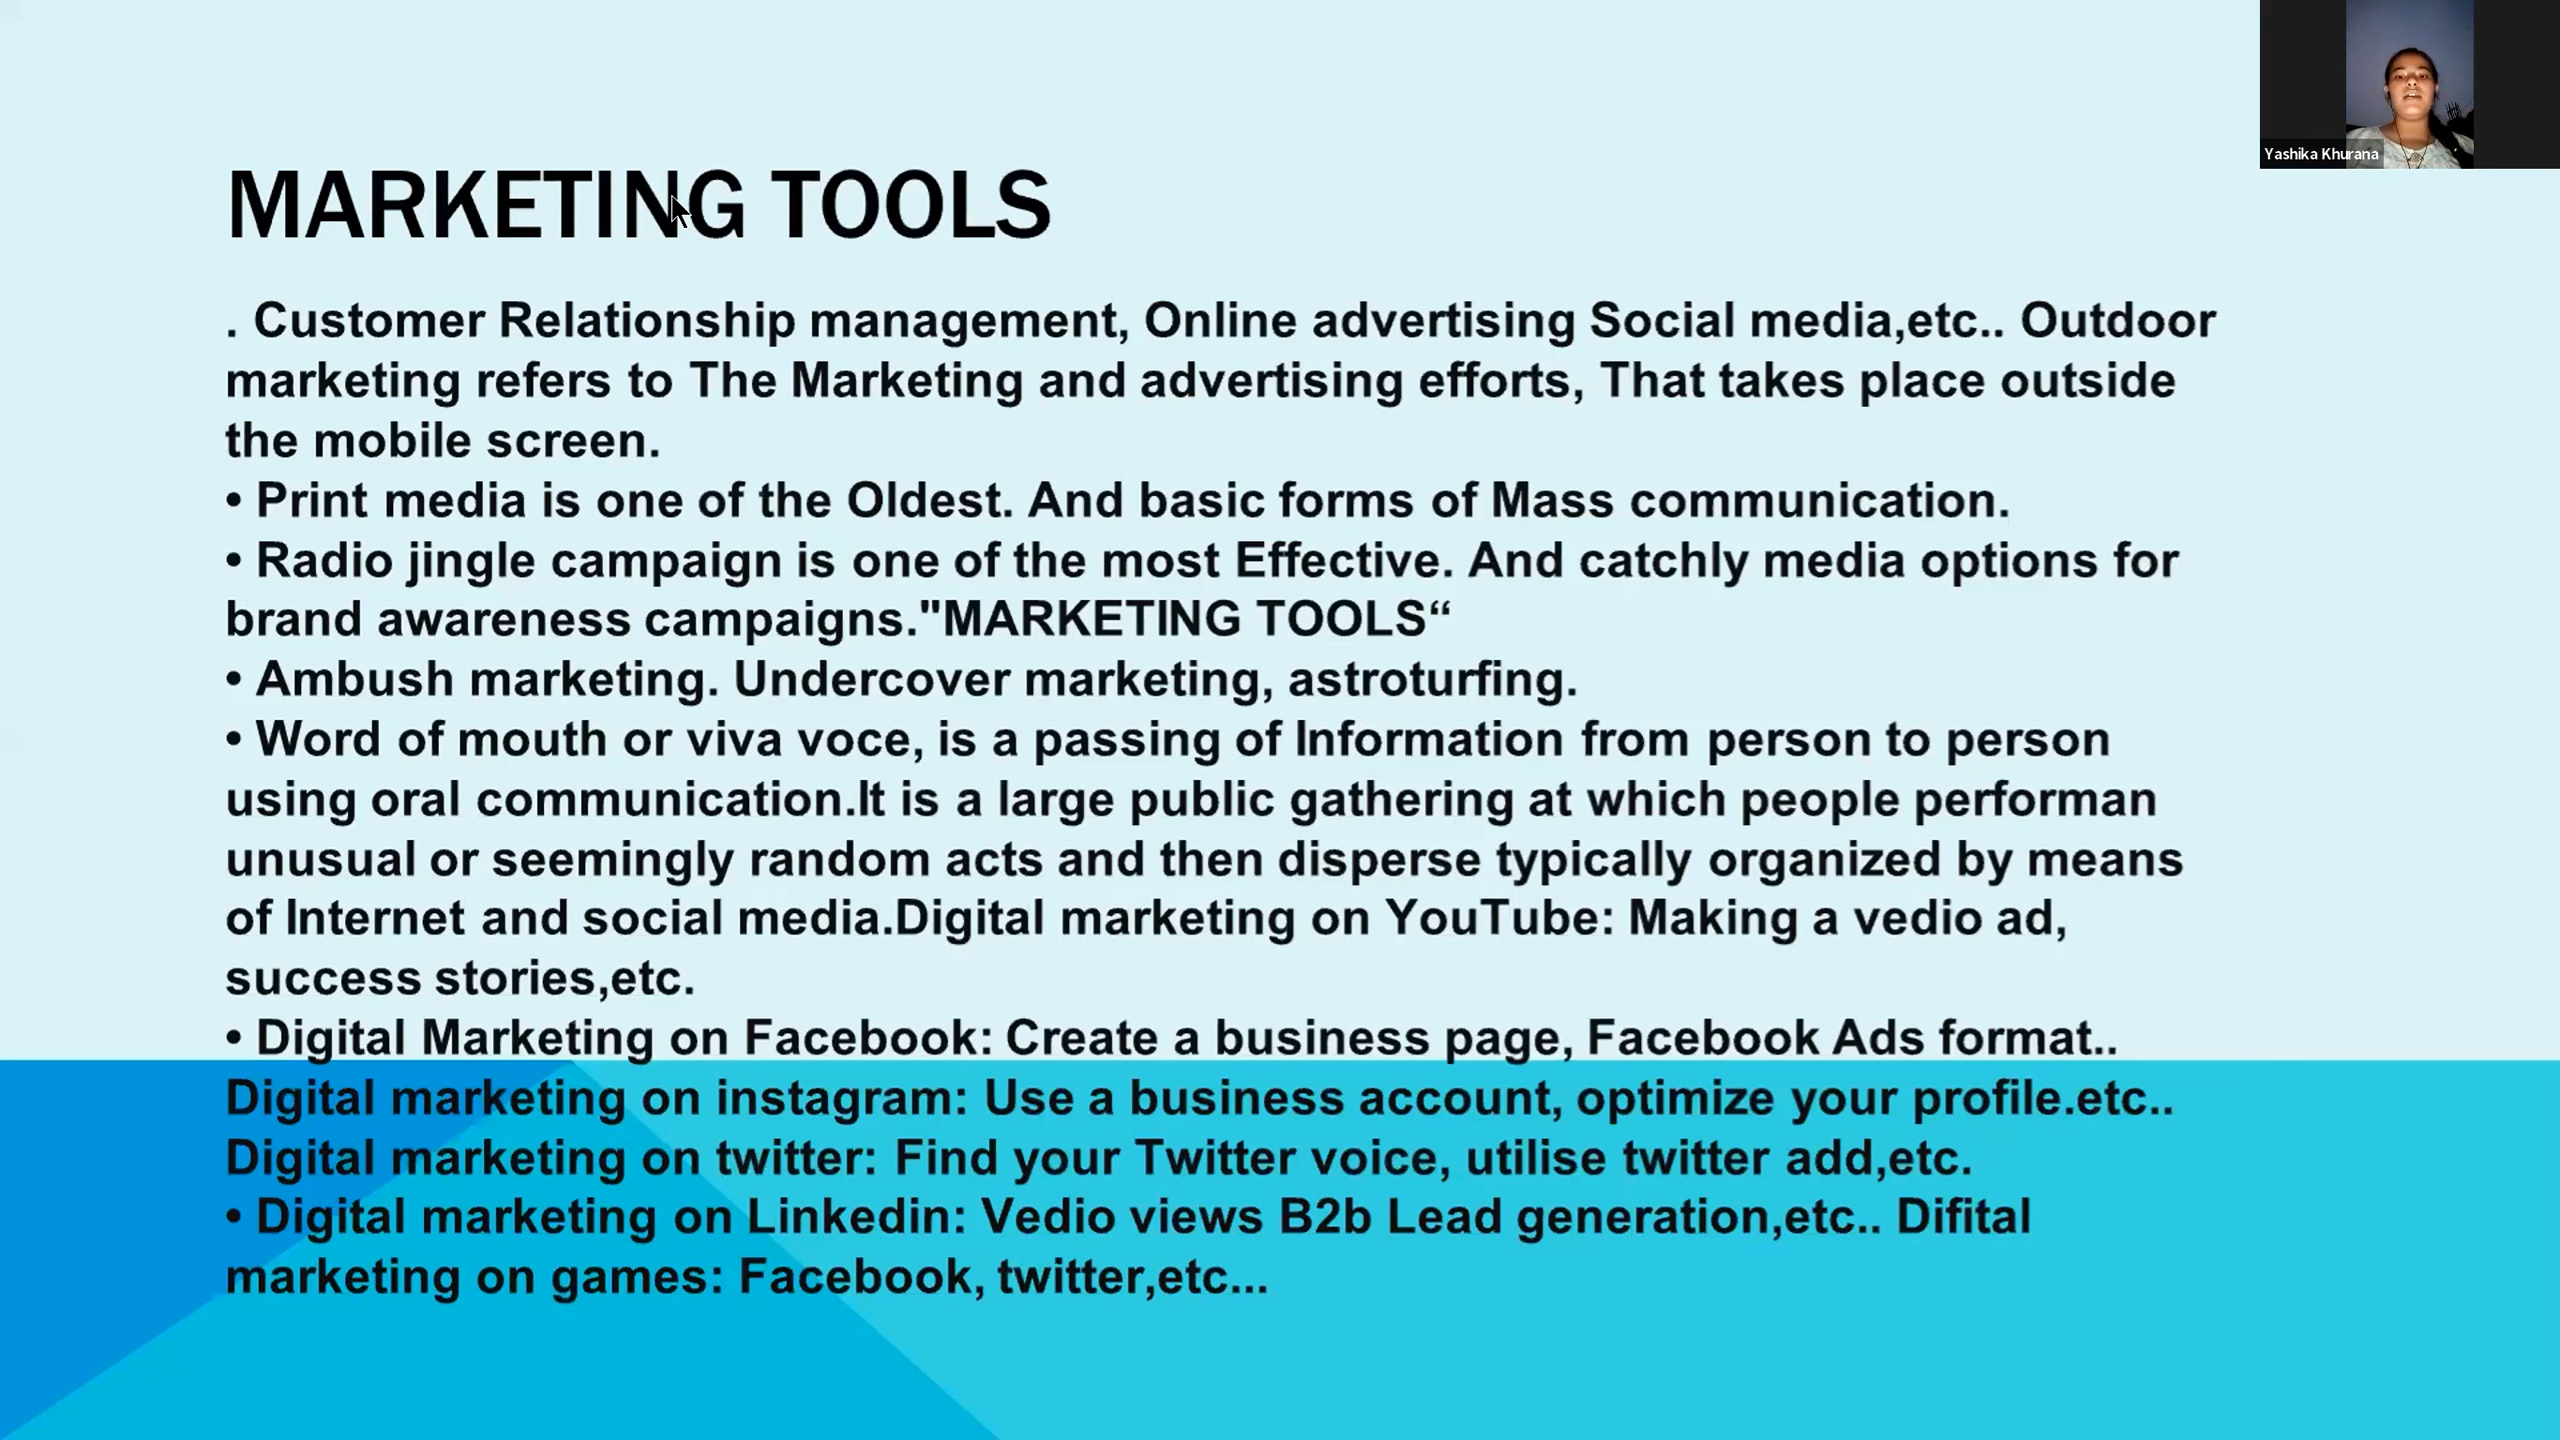 Yashika Khurana
MARKETING TOOLS
. Customer Relationship management, Online advertising Social media,etc.. Outdoor
marketing refers to The Marketing and advertising efforts, That takes place outside
the mobile screen.
• Print media is one of the Oldest. And basic forms of Mass communication.
• Radio jingle campaign is one of the most Effective. And catchly media options for
brand awareness campaigns."MARKETING TOOLS“
• Ambush marketing. Undercover marketing, astroturfing.
• Word of mouth or viva voce, is a passing of Information from person to person
using oral communication.It is a large public gathering at which people performan
unusual or seemingly random acts and then disperse typically organized by means
of Internet and social media.Digital marketing on YouTube: Making a vedio ad,
success stories,etc.
• Digital Marketing on Facebook: Create a business page, Facebook Ads format..
Digital marketing on instagram: Use a business account, optimize your profile.etc..
Digital marketing on twitter: Find your Twitter voice, utilise twitter add,etc.
• Digital marketing on Linkedin: Vedio views B2b Lead generation,etc.. Difital
marketing on games: Facebook, twitter,etc...